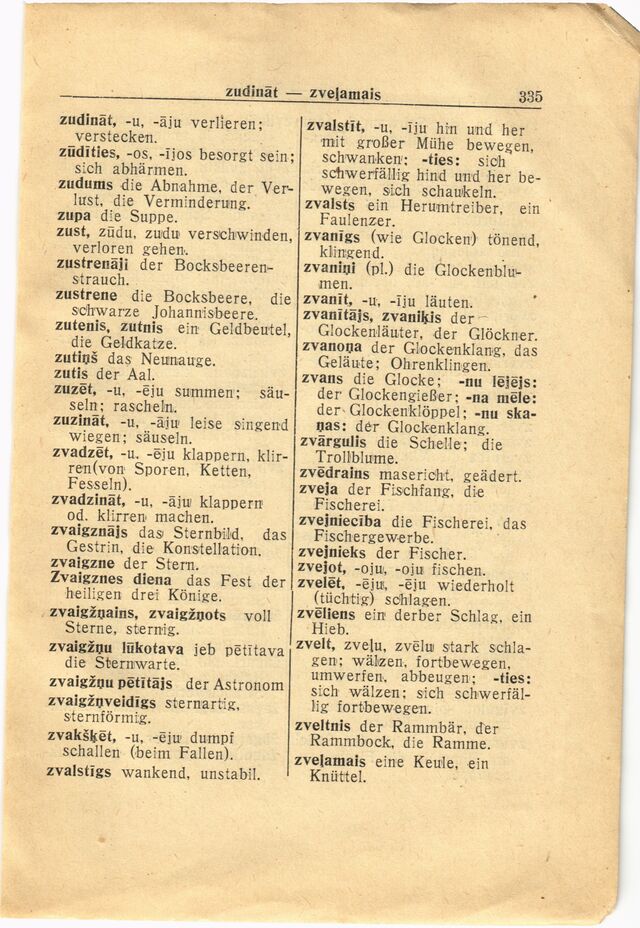 zudināt — zveļamais 335
zudināt, -u, -āju verlieren;
verstecken.
zūdīties, -os, -ījos besorgt sein;
sich abhärmen.
zudums die Abnahme, der Ver-
lust, die Verminderung.
zupa die Suppe.
zust, zūdu, zudu verschwinden,
verloren gehen.
zustrenāji der Bocksbeeren-
strauch.
zustrene die Bocksbeere, die
schwarze Johannisbeere.
zutenis, zutnis ein Geldbeutel,
die Geldkatze.
zutiņš das Neunauge.
zutis der Aal.
zuzēt, -u, -ēju summen; säu-
seln; rascheln.
zuzināt, -u, -āju leise singend
wiegen; säuseln.
zvadzēt, -u. -ēju klappern, klir-
ren(von Sporen, Ketten,
Fesseln).
zvadzināt, -u, -āju klappern
od. klirren machen.
zvaigznājs das Sternbild, das
Gestrin, die Konstellation.
zvaigzne der Stern.
Zvaigznes diena das Fest der
heiligen drei Könige.
zvaigžņains, zvaigžņots voll
Sterne, sternig.
zvaigžņu lūkotava jeb pētītava
die Sternwarte.
zvaigžņu pētītājs der Astronom
zvaigžņveidīgs sternartig,
sternförmig.
zvakšķēt, -u, -ēju dumpf
schallen (beim Fallen).
zvalstīgs wankend, unstabil.
zvalstīt, -u, -īju hin und her
mit großer Mühe bewegen,
schwanken; -ties: sich
schwerfällig hind und her be-
wegen, sich schaukeln.
zvalsts ein Herumtreiber, ein
Faulenzer.
zvanīgs (wie Glocken) tönend,
klingend.
zvaniņi (pl.) die Glockenblu-
men.
zvanīt, -u, -īju läuten.
zvanītājs, zvaniķis der
Glockenläuter, der Glöckner.
zvanoņa der Glockenklang, das
Geläute; Ohrenklingen.
zvans die Glocke; -nu lējējs:
der Glockengießer; -na mēle:
der Glockenklöppel; -nu ska-
ņas: der Glockenklang.
zvārgulis die Schelle; die
Trollblume.
zvēdrains masericht, geädert.
zveja der Fischfang, die
Fischerei.
zvejniecība die Fischerei, das
Fischergewerbe.
zvejnieks der Fischer.
zvejot, -oju, -oju fischen.
zvelēt, -ēju, -ēju wiederholt
(tüchtig) schlagen.
zvēliens ein derber Schlag, ein
Hieb.
zvelt, zveļu, zvēlu stark schla-
gen; wälzen, fortbewegen,
umwerfen, abbeugen; -ties:
sich wälzen; sich schwerfäl-
lig fortbewegen.
zveltnis der Rammbär, der
Rammbock, die Ramme.
zveļamais eine Keule, ein
Knüttel.